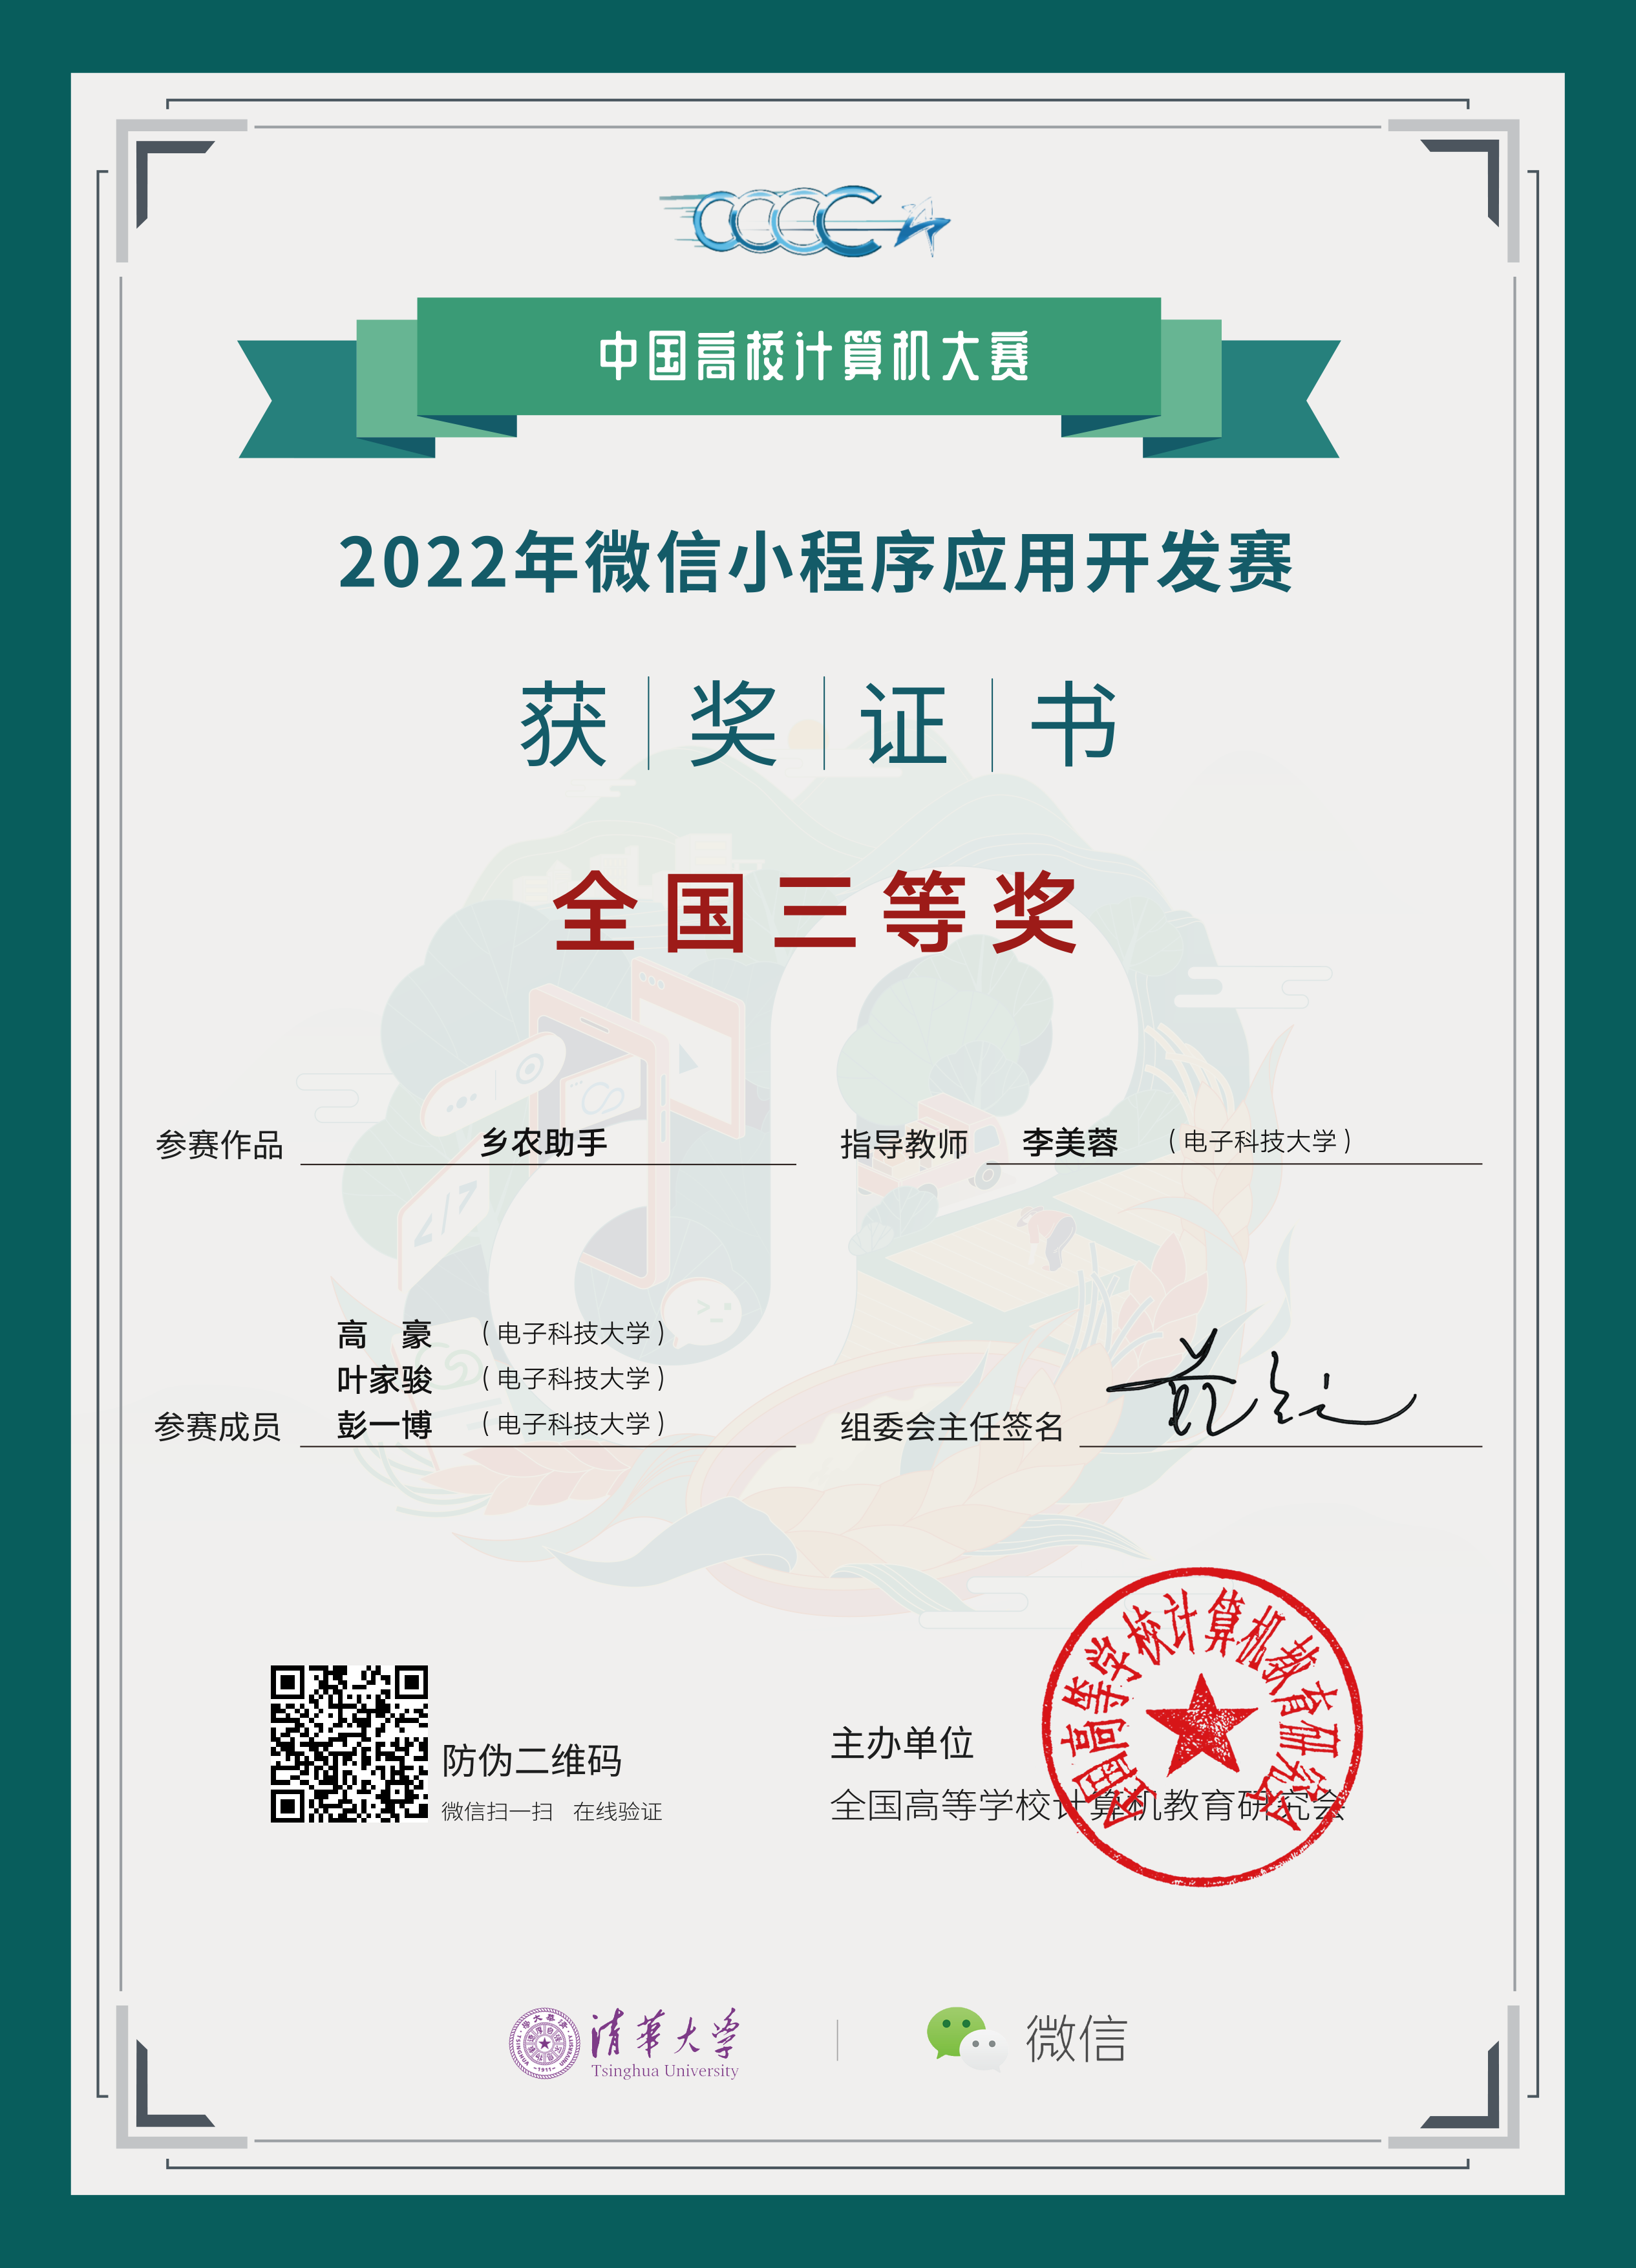 CCCC
中国高校计算机大赛
2022年微信小程序应用开发赛
获奖证书
全国三等奖
参赛作品 乡农助手
指导教师 李美蓉 （电子科技大学）
高 豪 （电子科技大学）
叶家骏 （电子科技大学）
参赛成员 彭一博 （电子科技大学）
组委会主任签名
防伪二维码
微信扫一扫 在线验证
主办单位
全国高等学校计算机教育研究会
全国高等学校计算机教育研究会
清華大学
Tsinghua University
微信